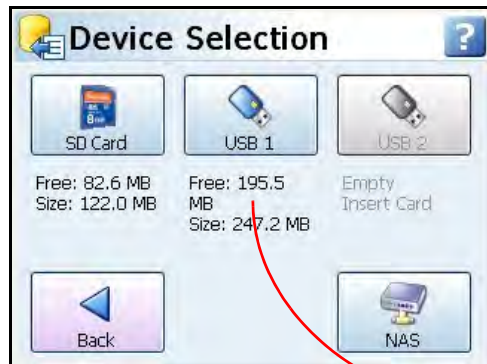 Device Selection
?
SD Card
USB 1
USB 2
Free: 82.6 MB
Size: 122.0 MB
Free: 195.5
MB
Size: 247.2 MB
Empty
Insert Card
Back
NAS